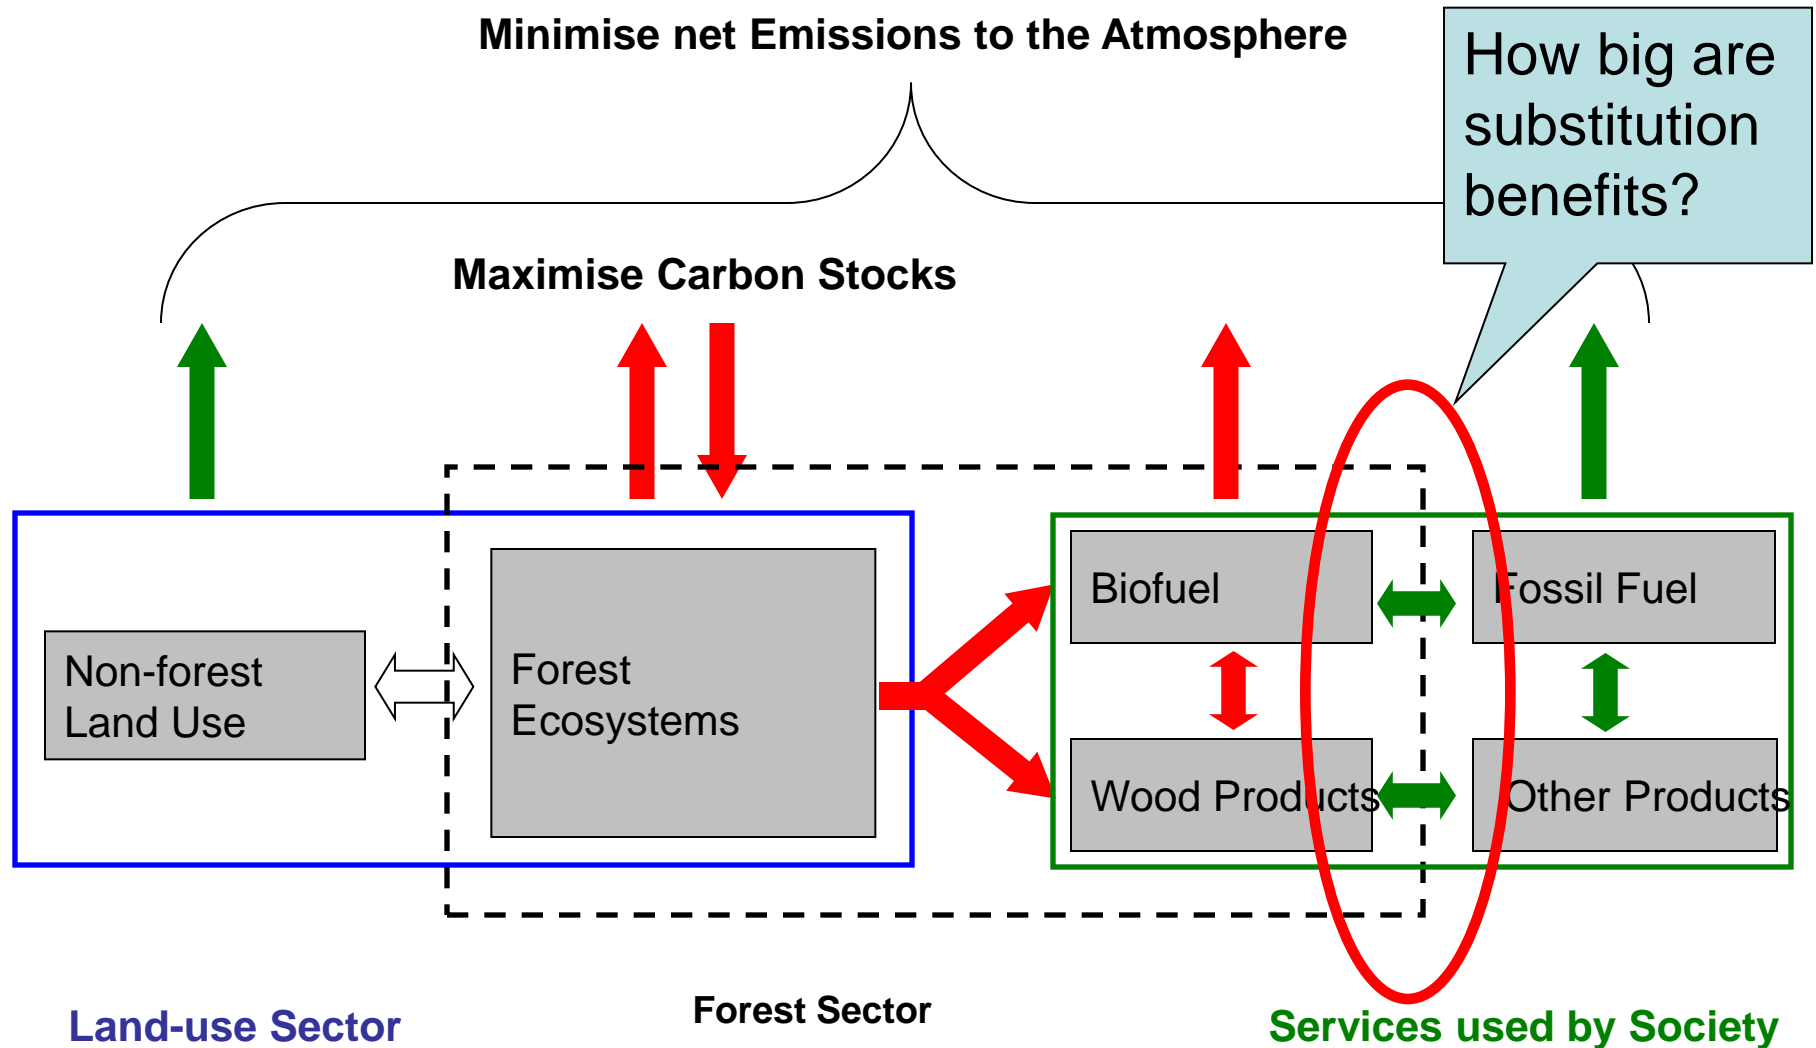 Minimise net Emissions to the Atmosphere
How big are
substitution
benefits?
Maximise Carbon Stocks
Non-forest
Land Use
Forest
Ecosystems
Biofuel
Fossil Fuel
Wood Products
Other Products
Land-use Sector
Forest Sector
Services used by Society